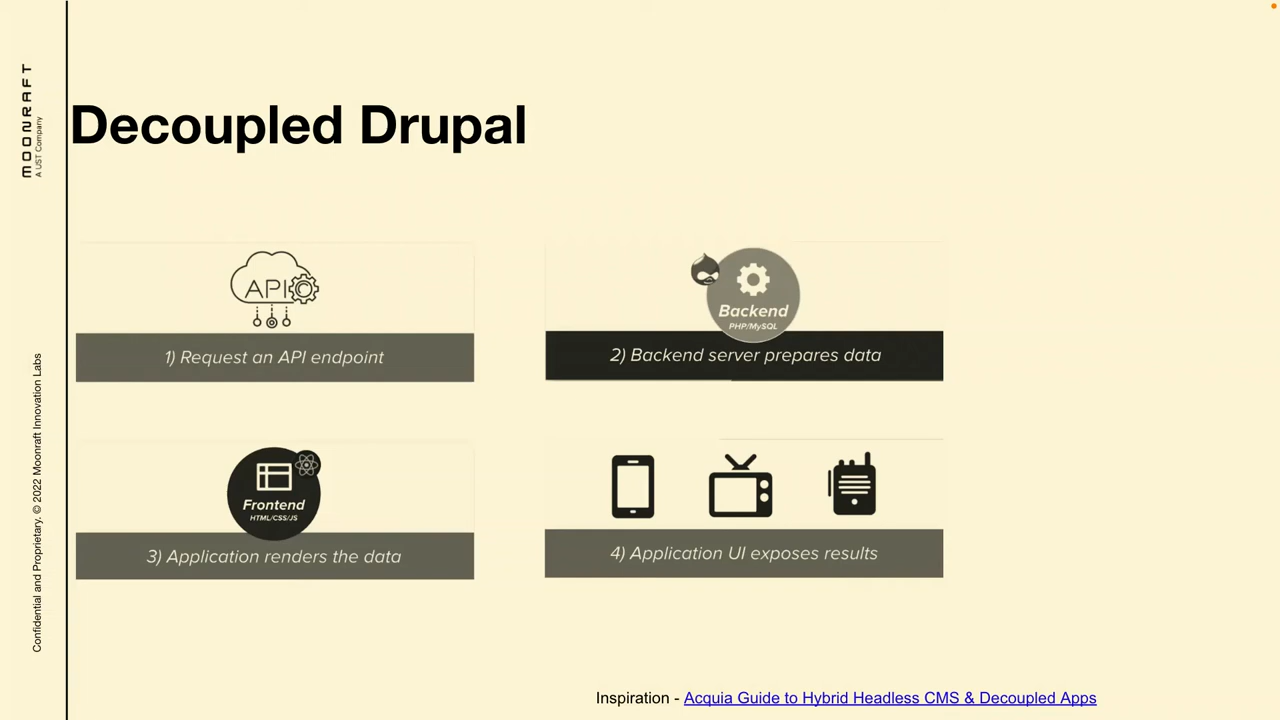 MOONRAFT
A UST Company
Confidential and Proprietary. © 2022 Moonraft Innovation Labs
Decoupled Drupal
API
1) Request an API endpoint
Backend
PHP/MySQL
2) Backend server prepares data
Frontend
HTML/CSS/JS
3) Application renders the data
4) Application UI exposes results
Inspiration - Acquia Guide to Hybrid Headless CMS & Decoupled Apps